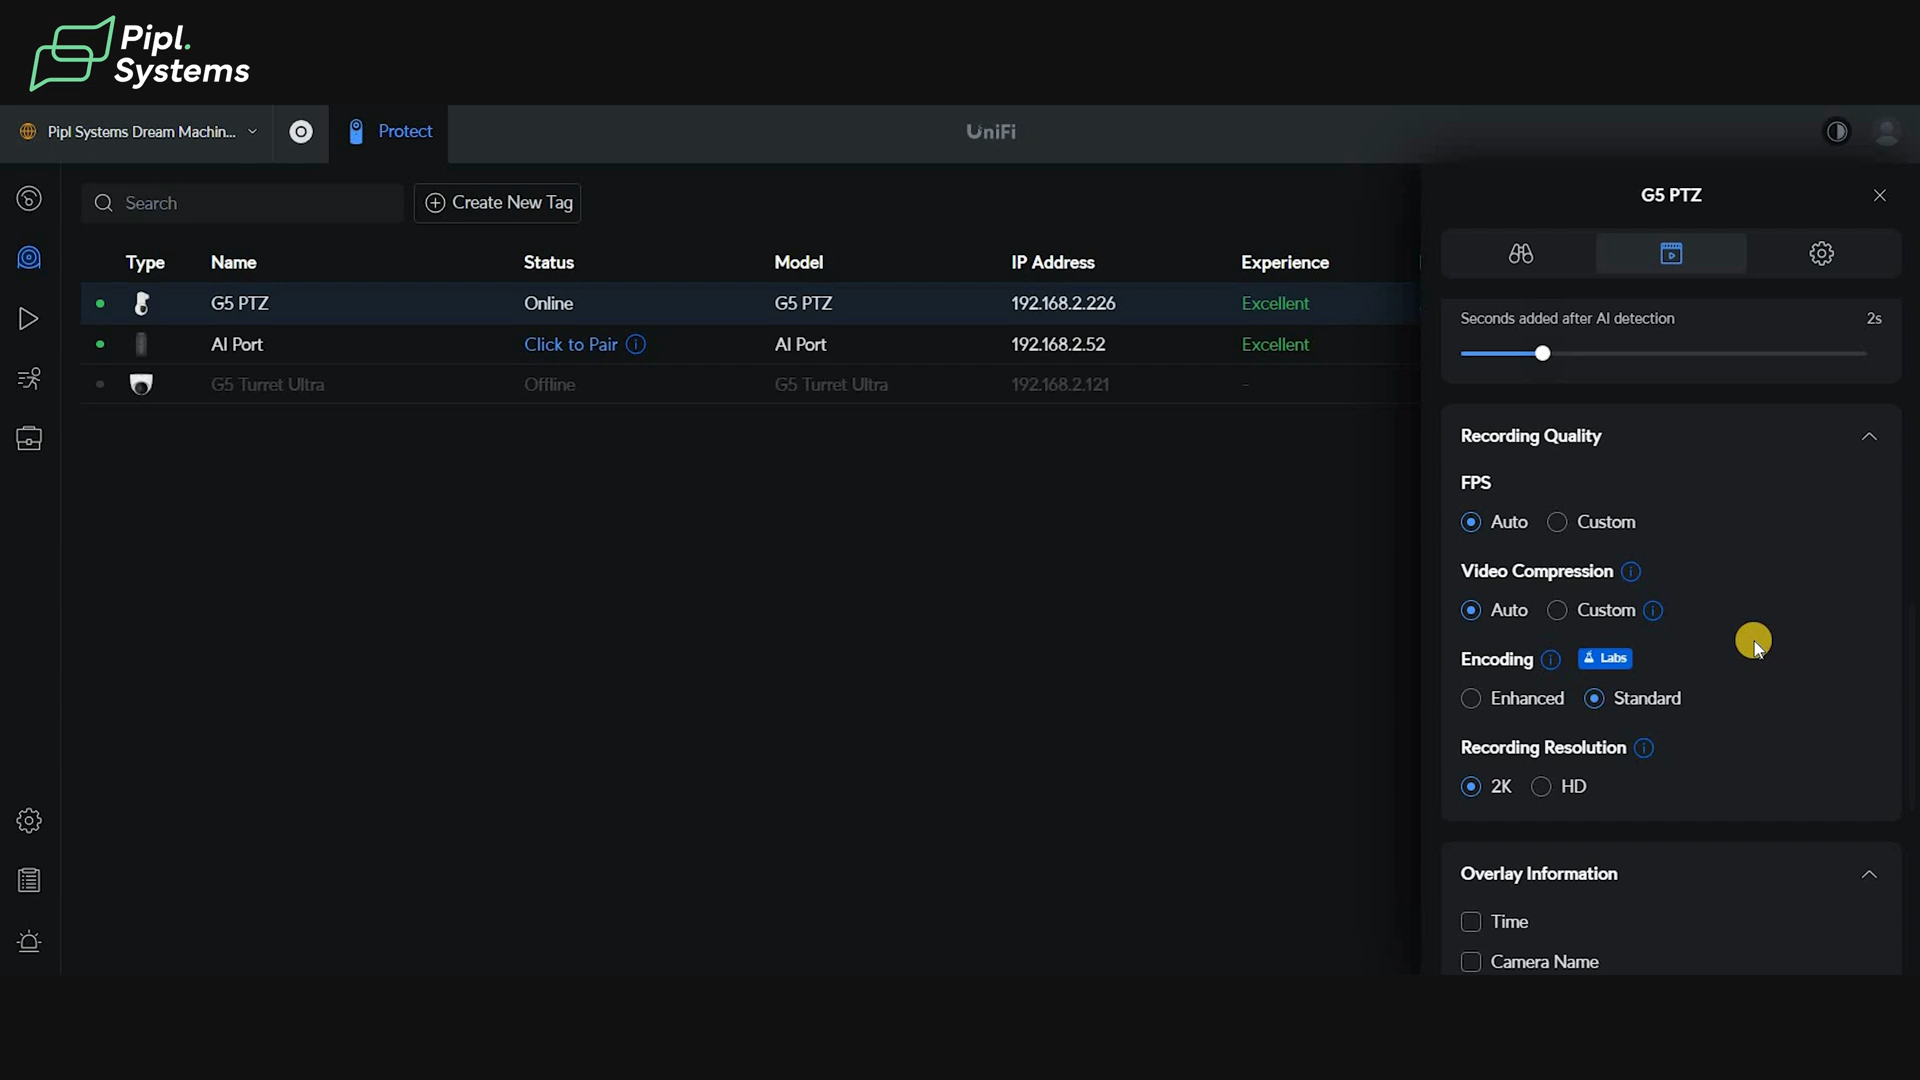 Pipl.
Systems
Pipl Systems Dream Machin...
Protect
UniFi
Search
Create New Tag
Type Name Status Model IP Address Experience
G5 PTZ Online G5 PTZ 192.168.2.226 Excellent
AI Port Click to Pair AI Port 192.168.2.52 Excellent
G5 Turret Ultra Offline G5 Turret Ultra 192.168.2.121 -
G5 PTZ
Seconds added after AI detection 2s
Recording Quality
FPS
Auto Custom
Video Compression
Auto Custom
Encoding Labs
Enhanced Standard
Recording Resolution
2K HD
Overlay Information
Time
Camera Name